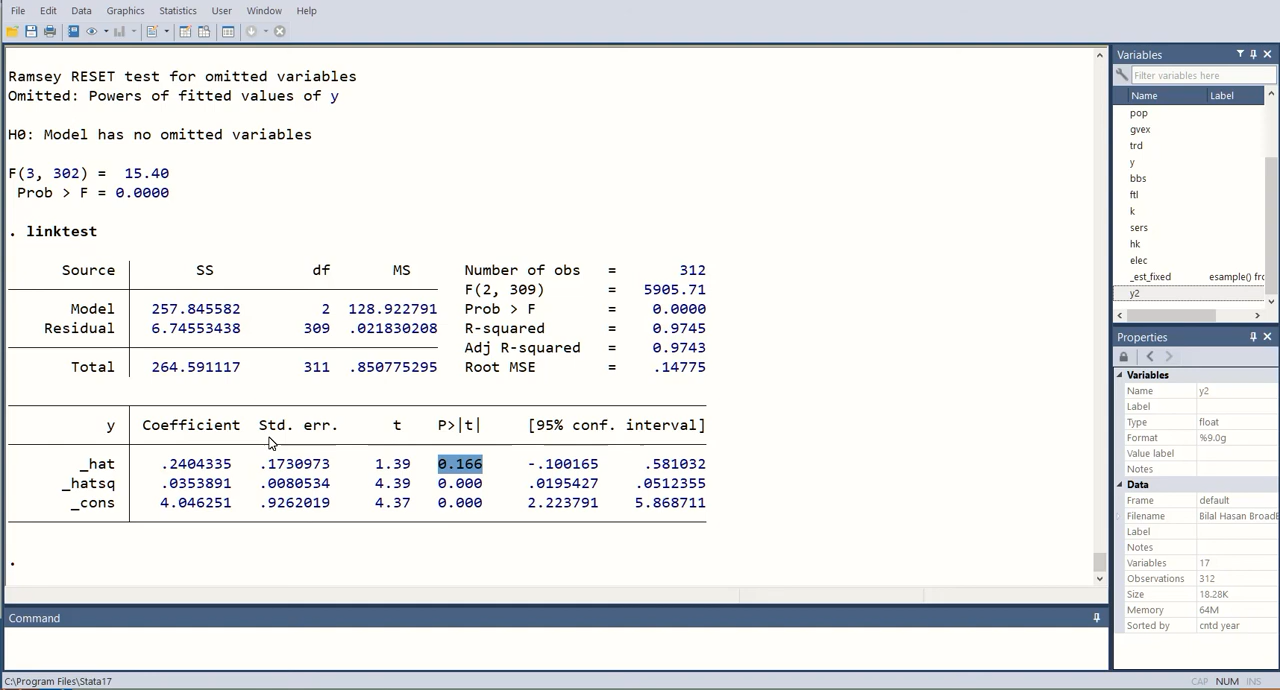 File Edit Data Graphics Statistics User Window Help
Ramsey RESET test for omitted variables
Omitted: Powers of fitted values of y
H0: Model has no omitted variables
F(3, 302) = 15.40
Prob > F = 0.0000
. linktest
Source SS df MS Number of obs = 312
F(2, 309) = 5905.71
Model 257.845582 2 128.922791 Prob > F = 0.0000
Residual 6.74553438 309 .021830208 R-squared = 0.9745
Adj R-squared = 0.9743
Total 264.591117 311 .850775295 Root MSE = .14775
y Coefficient Std. err. t P>|t| [95% conf. interval]
_hat .2404335 .1730973 1.39 0.166 -.100165 .581032
_hatsq .0353891 .0080534 4.39 0.000 .0195427 .0512355
_cons 4.046251 .9262019 4.37 0.000 2.223791 5.868711
.
Command
Variables
Filter variables here
Name Label
pop
gvex
trd
y
bbs
ftl
k
sers
hk
elec
_est_fixed esample() fro
y2
Properties
Variables
Name y2
Label
Type float
Format %9.0g
Value label
Notes
Data
Frame default
Filename Bilal Hasan BroadB
Label
Notes
Variables 17
Observations 312
Size 18.28K
Memory 64M
Sorted by cntd year
C:\Program Files\Stata17 CAP NUM INS